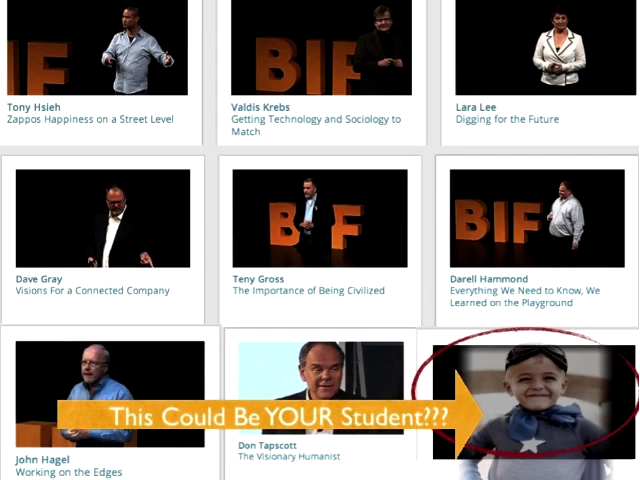 BIF
BIF
Tony Hsieh
Zappos Happiness on a Street Level
Valdis Krebs
Getting Technology and Sociology to
Match
Lara Lee
Digging for the Future
BIF
BIF
Dave Gray
Visions For a Connected Company
Teny Gross
The Importance of Being Civilized
Darell Hammond
Everything We Need to Know, We
Learned on the Playground
This Could Be YOUR Student???
John Hagel
Working on the Edges
Don Tapscott
The Visionary Humanist